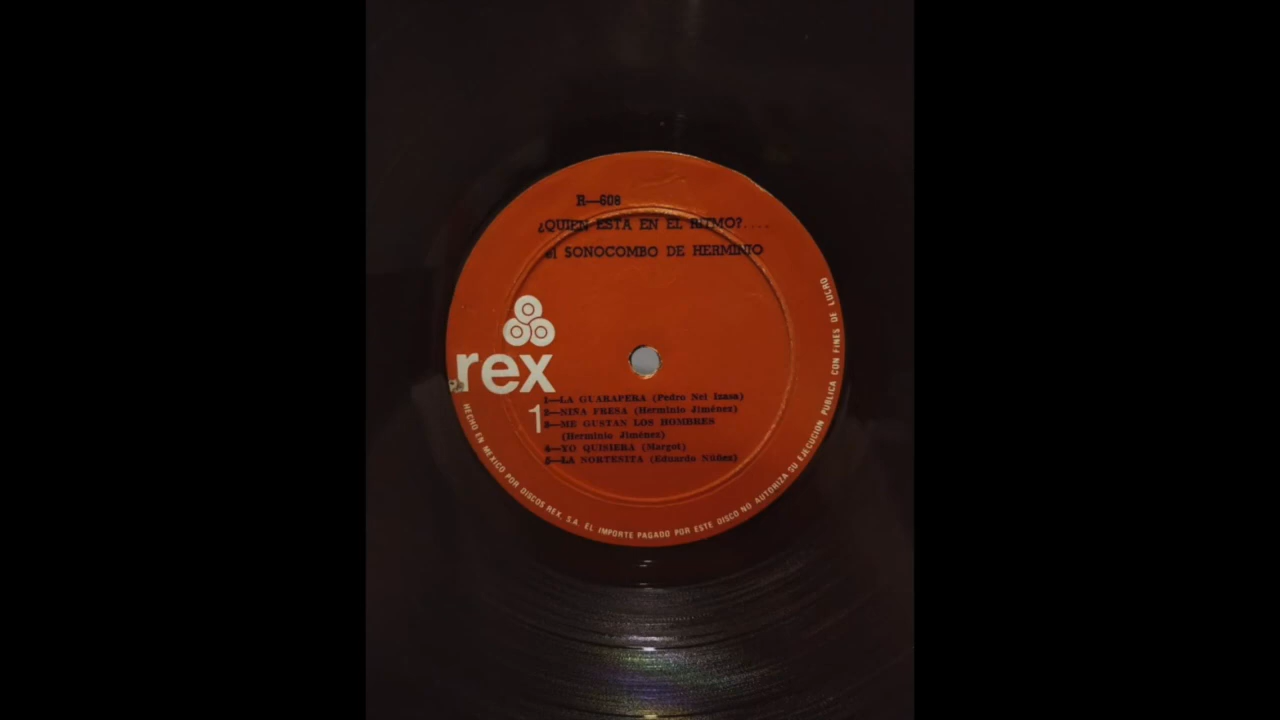 R—608
¿QUIEN ESTA EN EL RITMO?....
el SONOCOMBO DE HERMINIO
rex
1
1—LA GUARAPERA (Pedro Nel Izasa)
2—NIÑA FRESA (Herminio Jiménez)
3—ME GUSTAN LOS HOMBRES
(Herminio Jiménez)
4—YO QUISIERA (Margot)
5—LA NORTEÑITA (Eduardo Núñez)
HECHO EN MEXICO POR DISCOS REX, S.A. EL IMPORTE PAGADO POR ESTE DISCO NO AUTORIZA SU EJECUCION PUBLICA CON FINES DE LUCRO